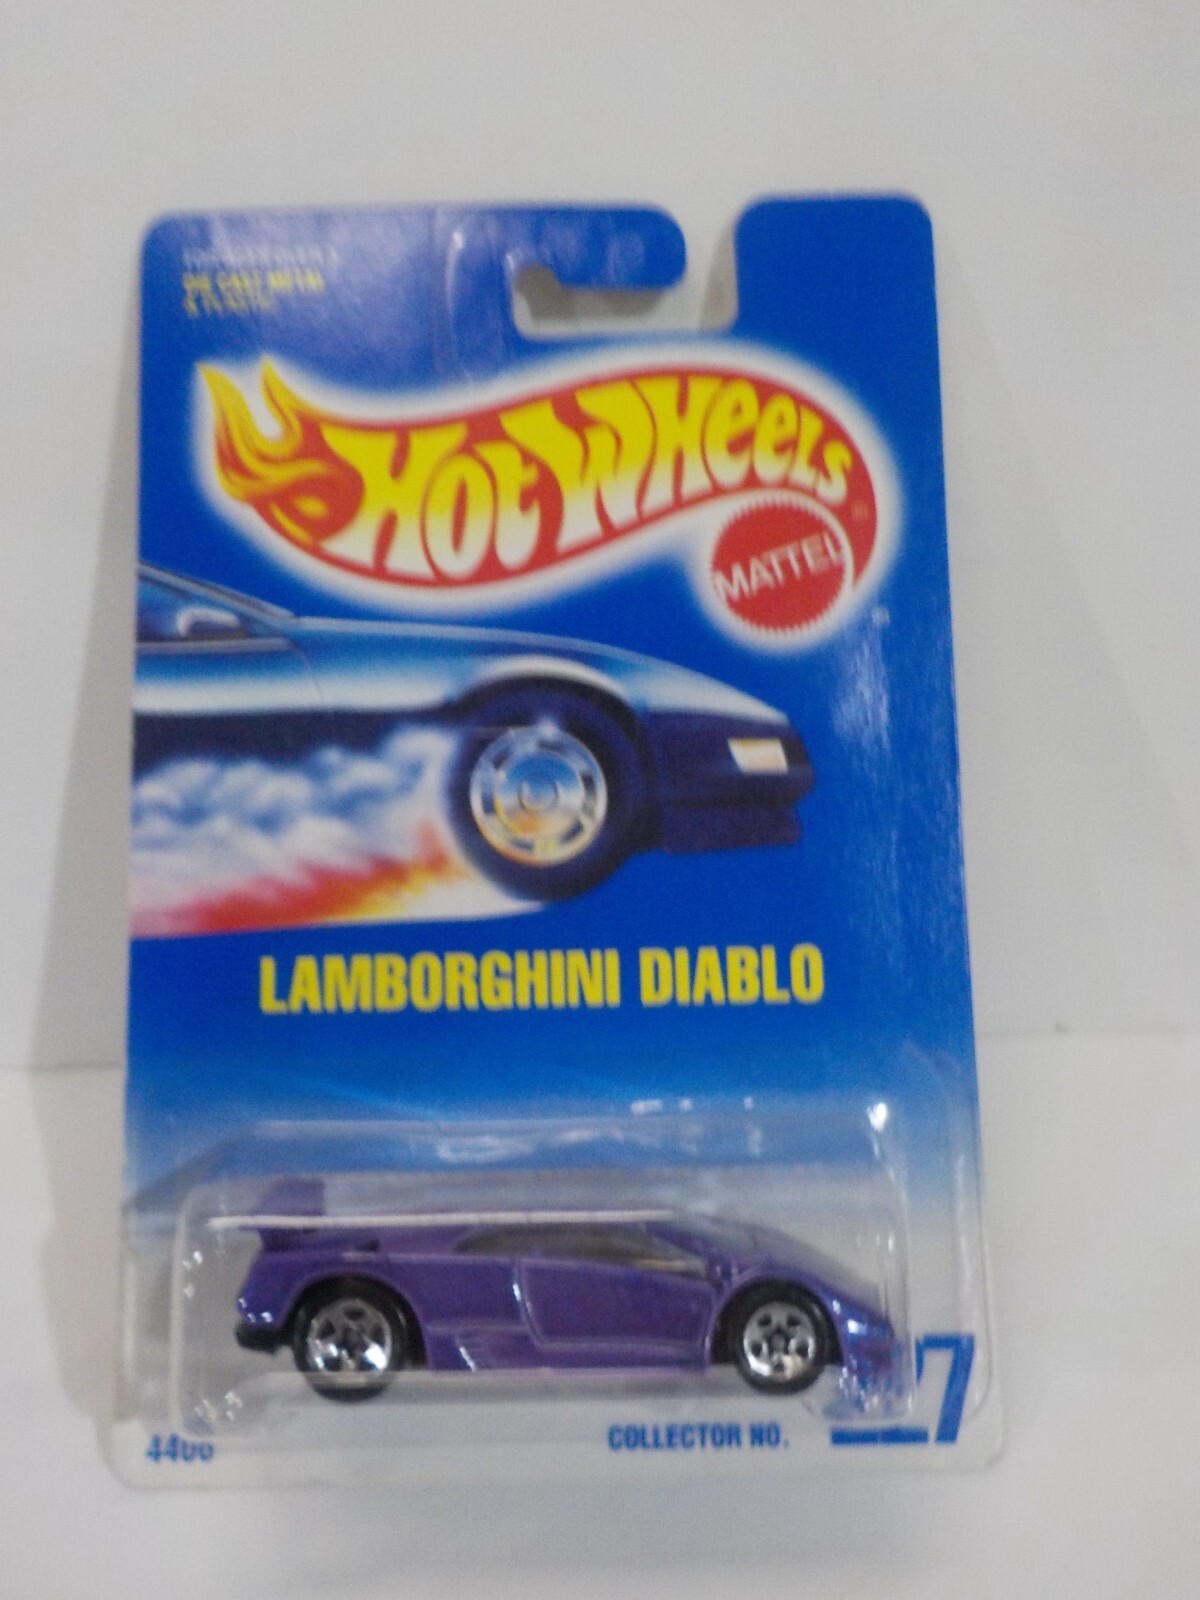 DIE CAST METAL
& PLASTIC
HOT WHEELS
MATTEL
LAMBORGHINI DIABLO
COLLECTOR NO.